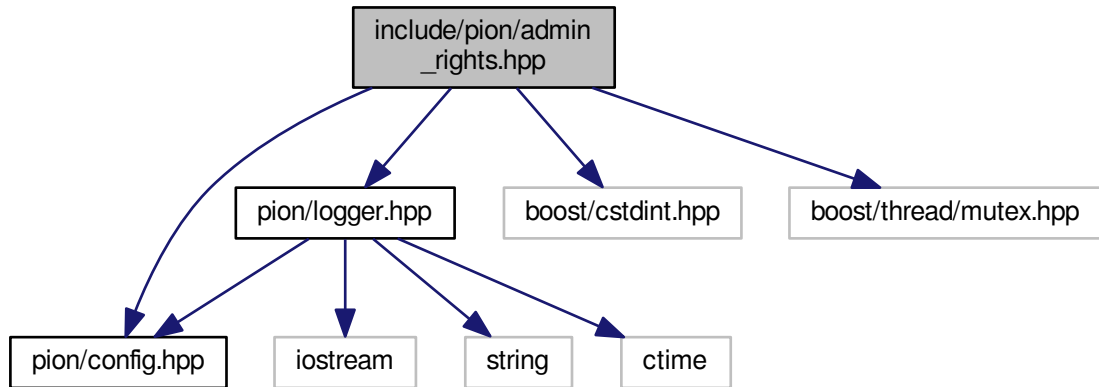 include/pion/admin
_rights.hpp
pion/logger.hpp
boost/cstdint.hpp
boost/thread/mutex.hpp
pion/config.hpp
iostream
string
ctime